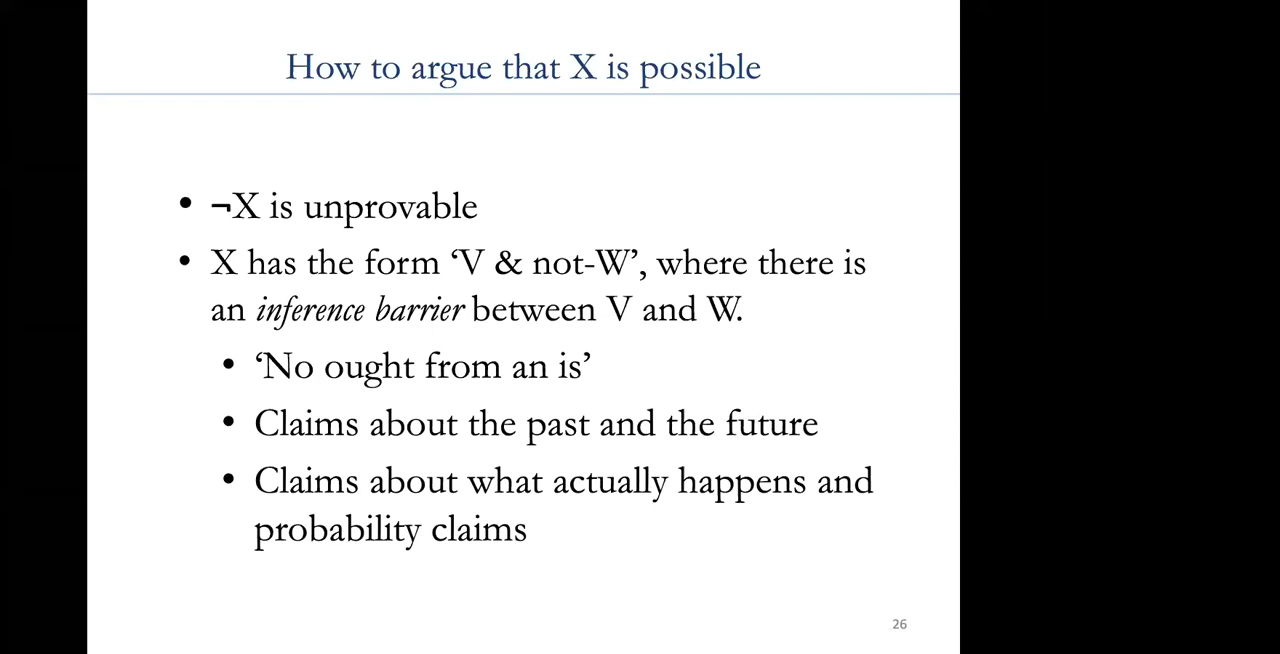 How to argue that X is possible
• ¬X is unprovable
• X has the form ‘V & not-W’, where there is
an inference barrier between V and W.
• ‘No ought from an is’
• Claims about the past and the future
• Claims about what actually happens and
probability claims
26